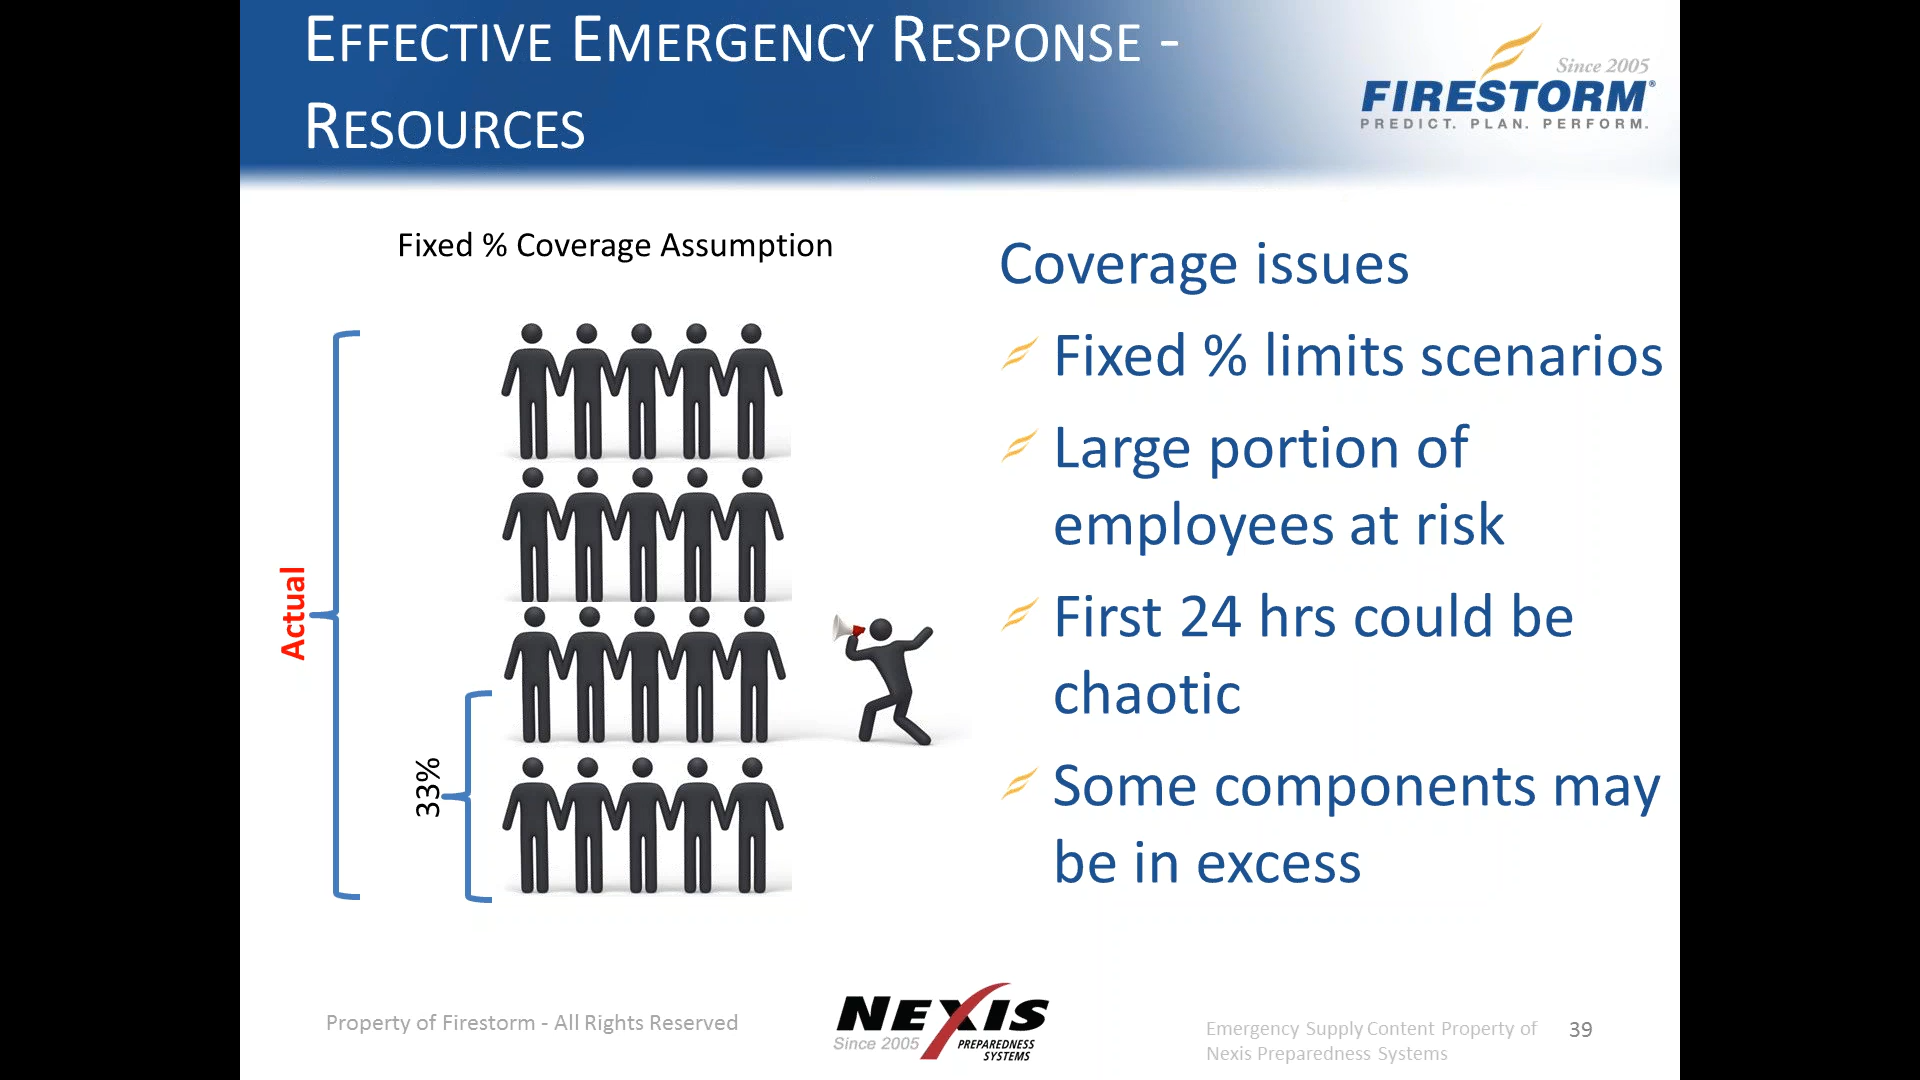 EFFECTIVE EMERGENCY RESPONSE -
RESOURCES
Since 2005
FIRESTORM®
PREDICT. PLAN. PERFORM.
Fixed % Coverage Assumption
Actual
33%
Coverage issues
Fixed % limits scenarios
Large portion of
employees at risk
First 24 hrs could be
chaotic
Some components may
be in excess
Property of Firestorm - All Rights Reserved
NEXIS
Since 2005
PREPAREDNESS
SYSTEMS
Emergency Supply Content Property of
Nexis Preparedness Systems
39